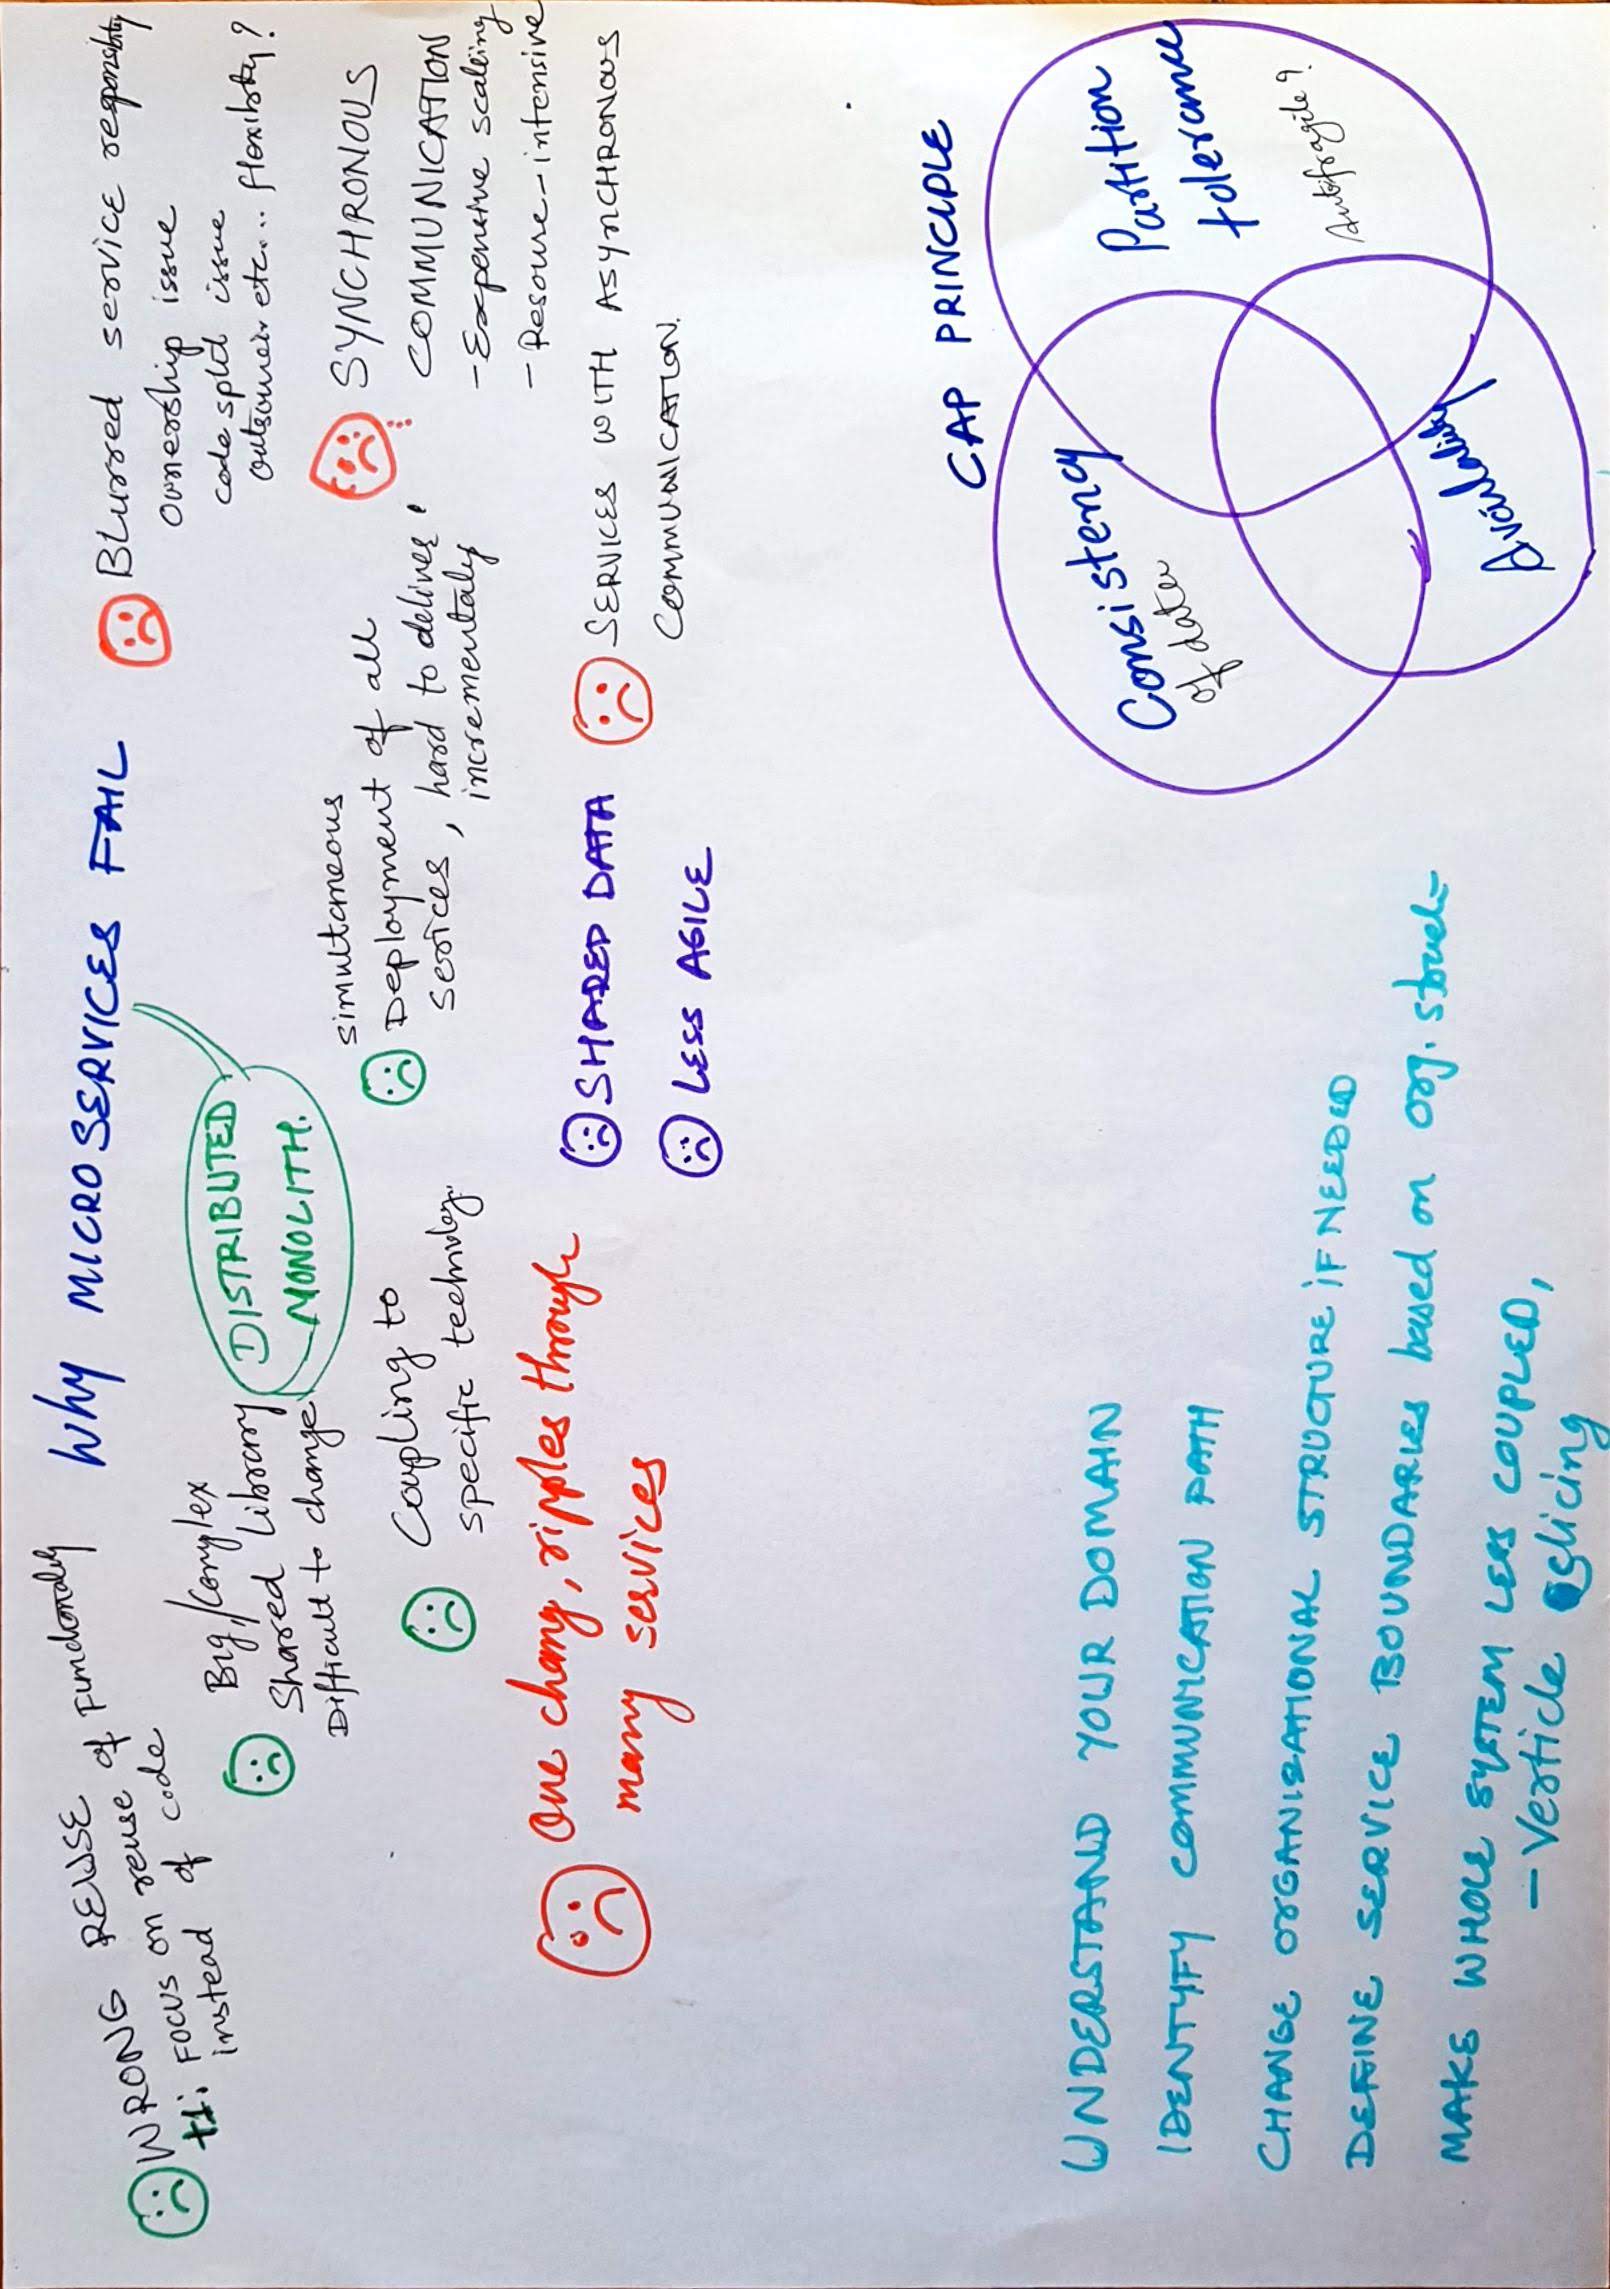 Why MICROSERVICES FAIL
WRONG REUSE
t1: FOCUS on reuse of Functionality
instead of code
Big/Complex
Shared Library
Difficult to change
DISTRIBUTED
MONOLITH.
Blurred service responsibility
Ownership issue
code split issue
etc... flexibility?
simultaneous
Deployment of all
services, hard to deliver
incrementaly
SYNCHRONOUS
COMMUNICATION
- Expensive scaling
- Resourse-intensive
Coupling to
specific technology.
One chang, ripples through
many services
SHARED DATA
LESS AGILE
SERVICES WITH ASYnCHRONOUS
COMMUNICATION.
CAP PRINCIPLE
Consistency
of data
Partition
tolerance
Antifragile?
Availability
UNDERSTAND YOUR DOMAIN
IDENTYFY COMMUNICATION PATH
CHANGE ORGANIZATIONAL STRUCTURE iF NEEDED
DEFINE SERVICE BOUNDARIES based on org. struct-
MAKE WHOLE SYSTEM LESS COUPLED,
- Verticle slicing